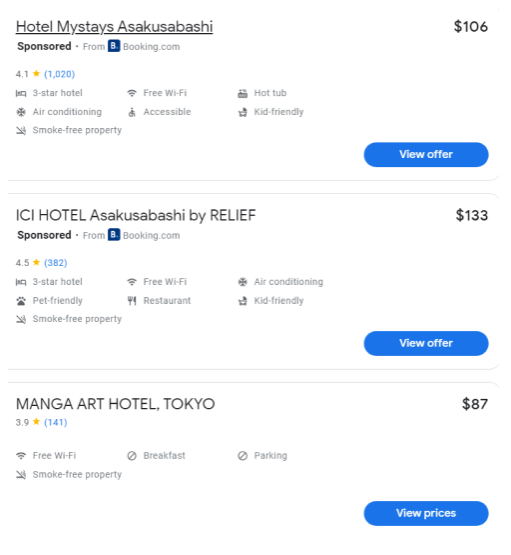 Hotel Mystays Asakusabashi $106
Sponsored · From B. Booking.com
4.1 ★ (1,020)
3-star hotel Free Wi-Fi Hot tub
Air conditioning Accessible Kid-friendly
Smoke-free property
View offer
ICI HOTEL Asakusabashi by RELIEF $133
Sponsored · From B. Booking.com
4.5 ★ (382)
3-star hotel Free Wi-Fi Air conditioning
Pet-friendly Restaurant Kid-friendly
Smoke-free property
View offer
MANGA ART HOTEL, TOKYO $87
3.9 ★ (141)
Free Wi-Fi Breakfast Parking
Smoke-free property
View prices